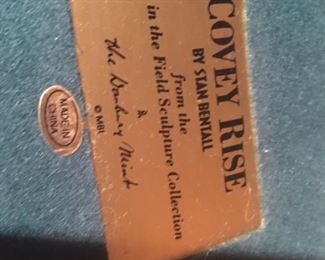 COVEY RISE
BY STAN BENTALL
from the
in the Field Sculpture Collection
&
The Danbury Mint
© MBI
MADE IN
CHINA